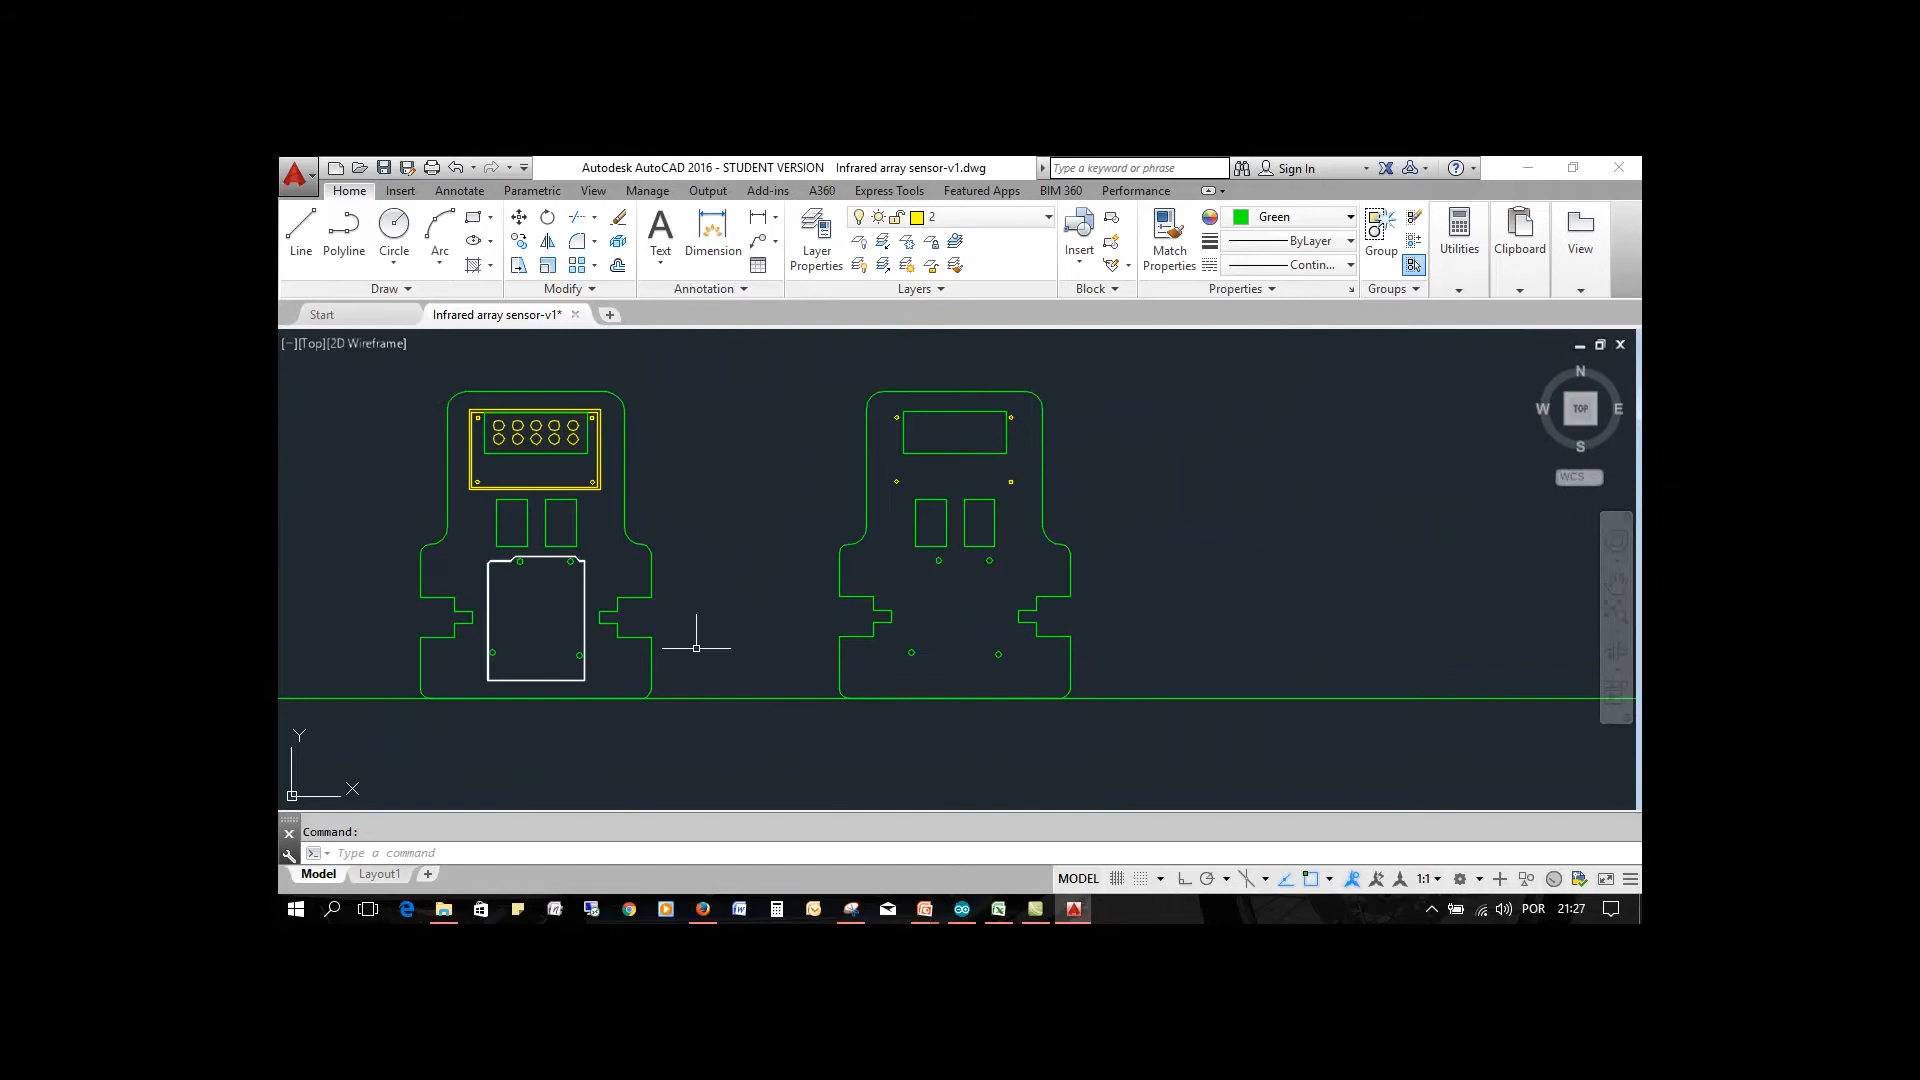 Autodesk AutoCAD 2016 - STUDENT VERSION Infrared array sensor-v1.dwg Type a keyword or phrase Sign In
Home Insert Annotate Parametric View Manage Output Add-ins A360 Express Tools Featured Apps BIM 360 Performance
2 Green
Line Polyline Circle Arc Text Dimension Layer Properties Insert Match Properties ByLayer Group Utilities Clipboard View
Contin...
Draw Modify Annotation Layers Block Properties Groups
Start Infrared array sensor-v1*
[−][Top][2D Wireframe]
N
W TOP E
S
WCS
Y
X
Command:
Type a command
Model Layout1 MODEL 1:1
POR 21:27